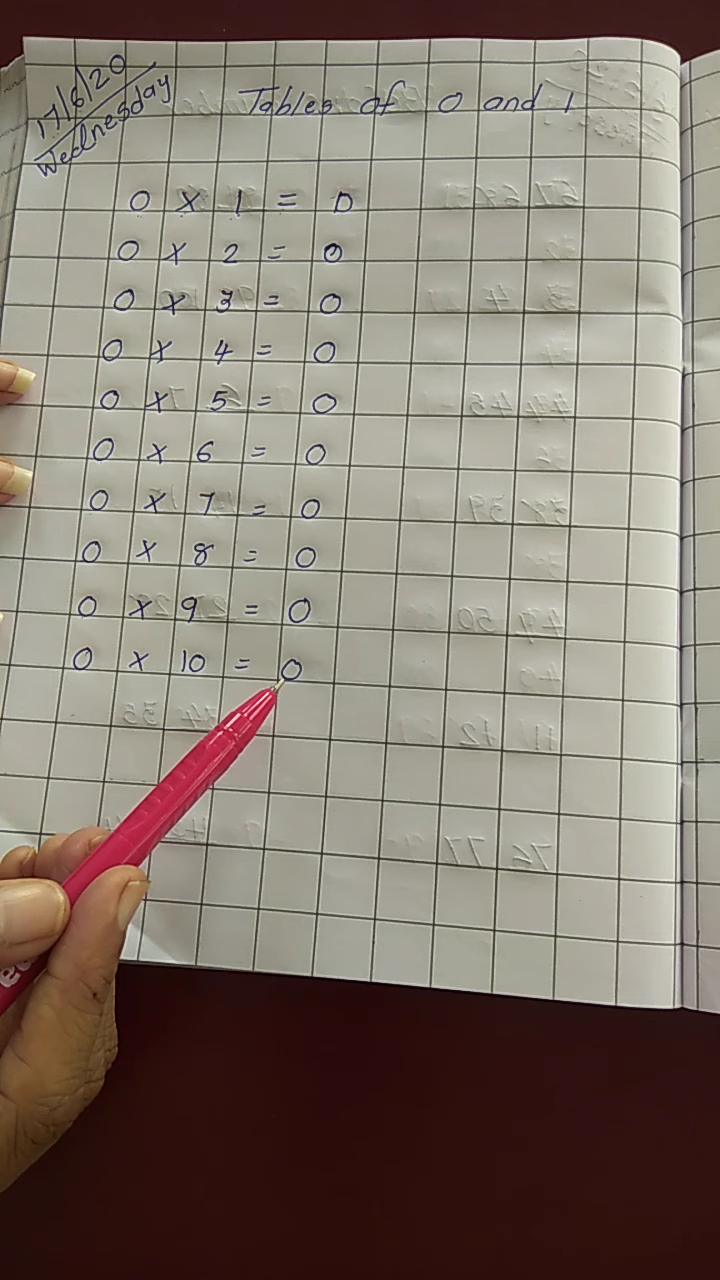 17/6/20
Wednesday
Tables of 0 and 1
0 x 1 = 0
0 x 2 = 0
0 x 3 = 0
0 x 4 = 0
0 x 5 = 0
0 x 6 = 0
0 x 7 = 0
0 x 8 = 0
0 x 9 = 0
0 x 10 = 0